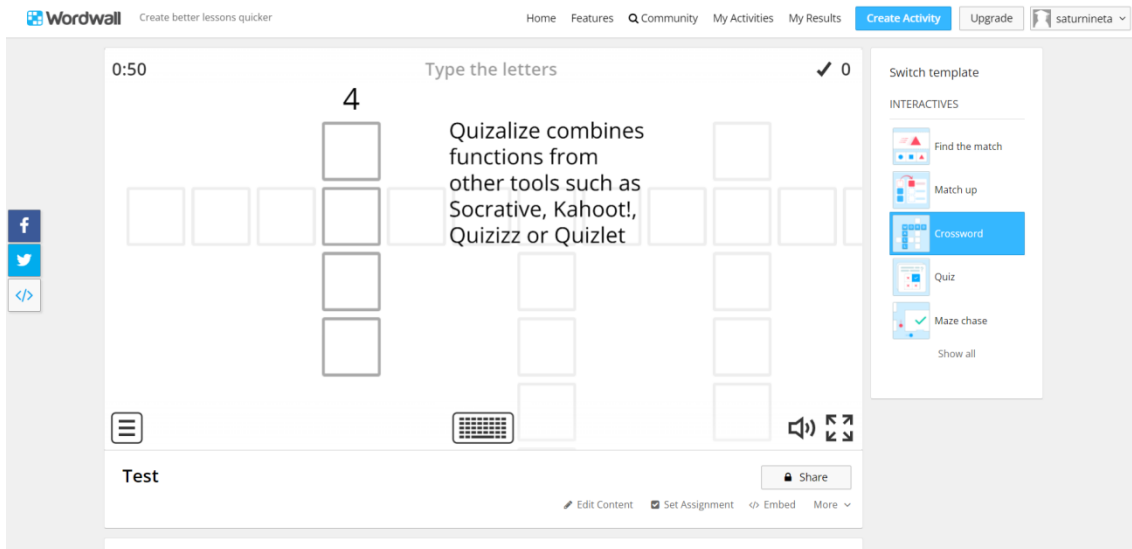 Wordwall Create better lessons quicker Home Features Community My Activities My Results Create Activity Upgrade saturnineta
0:50 Type the letters 0
4
Quizalize combines
functions from
other tools such as
Socrative, Kahoot!,
Quizizz or Quizlet
Test
Share
Edit Content Set Assignment </> Embed More
Switch template
INTERACTIVES
Find the match
Match up
Crossword
Quiz
Maze chase
Show all
f
</>